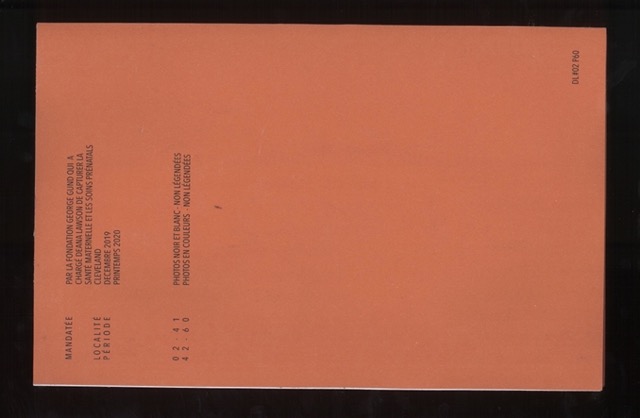 MANDATÉE PAR LA FONDATION GEORGE GUND QUI A
CHARGÉ DEANA LAWSON DE CAPTURER LA
SANTÉ MATERNELLE ET LES SOINS PRÉNATALS
LOCALITÉ CLEVELAND
PÉRIODE DECEMBRE 2019
PRINTEMPS 2020
02-41 PHOTOS NOIR ET BLANC - NON LÉGENDÉES
42-60 PHOTOS EN COULEURS - NON LÉGENDÉES
DL#02 P60